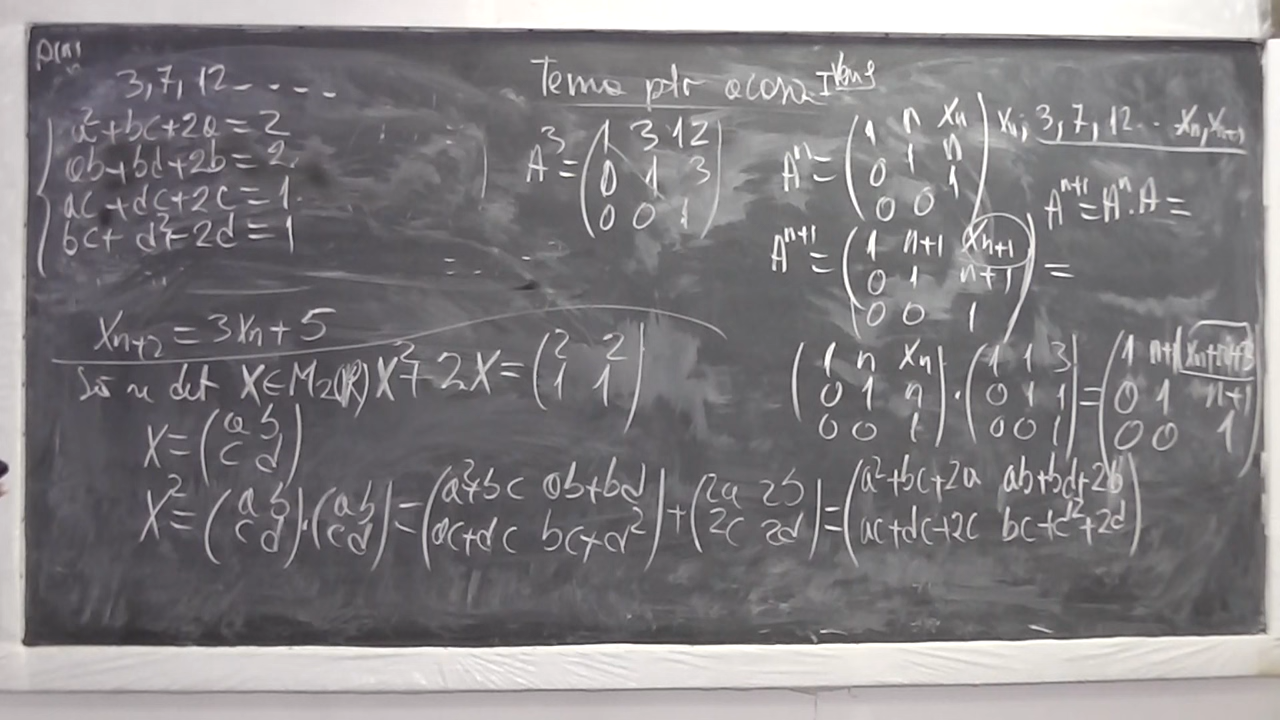 P(n)
3, 7, 12 - - - -
a²+bc+2a=2
ab+bd+2b=2
ac+dc+2c=1
bc+d²+2d=1
Xn+2 = 3Xn + 5
Tema ptr acasa
A³ = (1 3 12
0 1 3
0 0 1)
Aⁿ = (1 n Xn
0 1 n
0 0 1)
Xn; 3, 7, 12 .. Xn, Xn+1
Aⁿ⁺¹ = Aⁿ·A =
Aⁿ⁺¹ = (1 n+1 Xn+1
0 1 n+1
0 0 1) =
(1 n Xn
0 1 n
0 0 1) · (1 1 3
0 1 1
0 0 1) = (1 n+1 Xn+n+3
0 1 n+1
0 0 1)
Să se det X∈M₂(R) X²+2X = (2 2
1 1)
X = (a b
c d)
X² = (a b
c d) · (a b
c d) = (a²+bc ab+bd
ac+dc bc+d²) + (2a 2b
2c 2d) = (a²+bc+2a ab+bd+2b
ac+dc+2c bc+d²+2d)